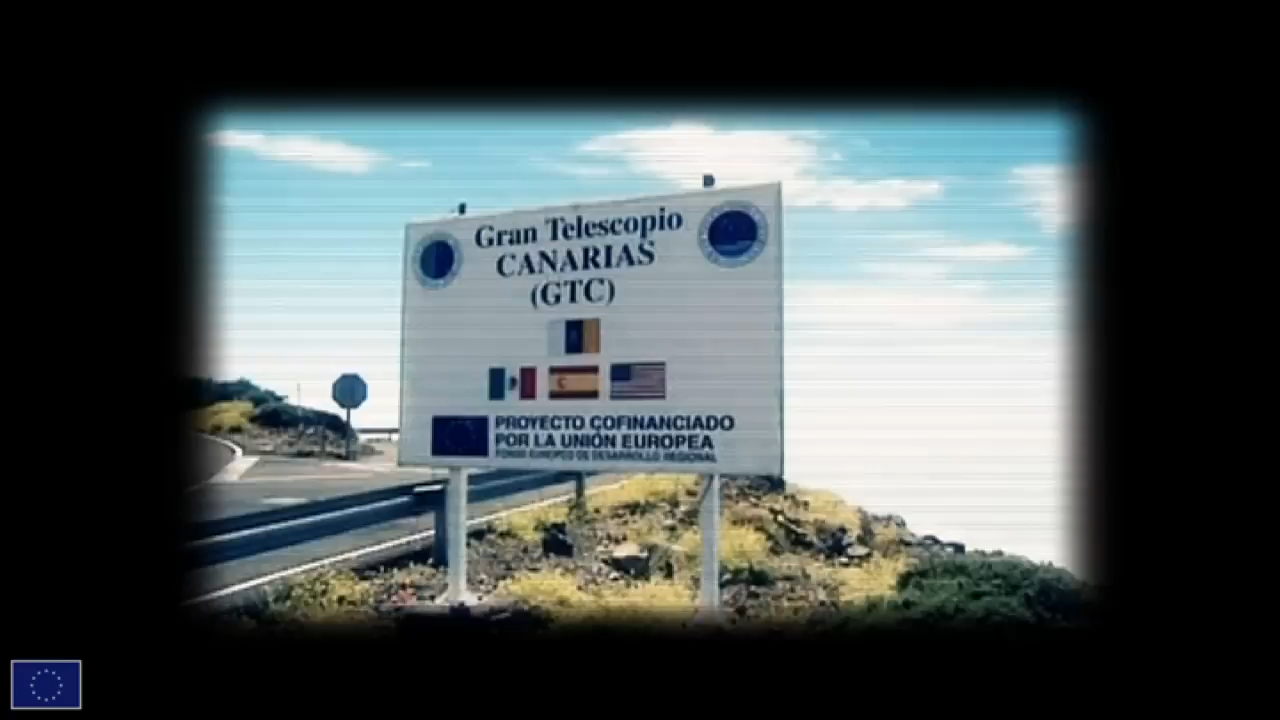 Gran Telescopio
CANARIAS
(GTC)
PROYECTO COFINANCIADO
POR LA UNIÓN EUROPEA
FONDO EUROPEO DE DESARROLLO REGIONAL